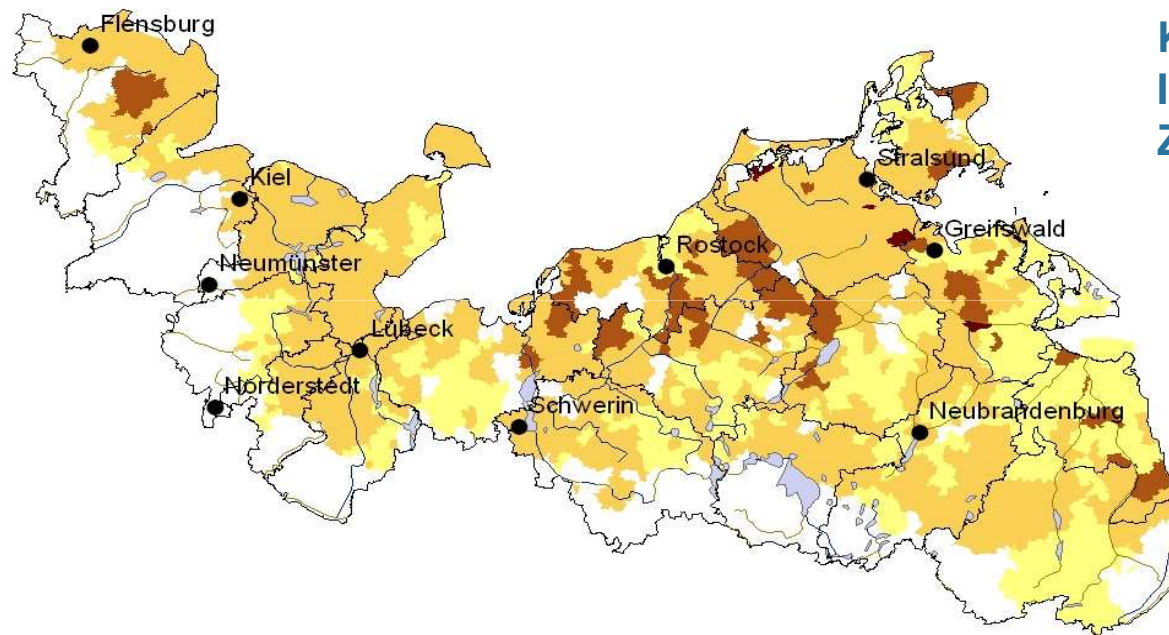 Flensburg
Kiel
Stralsund
Greifswald
Rostock
Neumünster
Lübeck
Norderstedt
Schwerin
Neubrandenburg